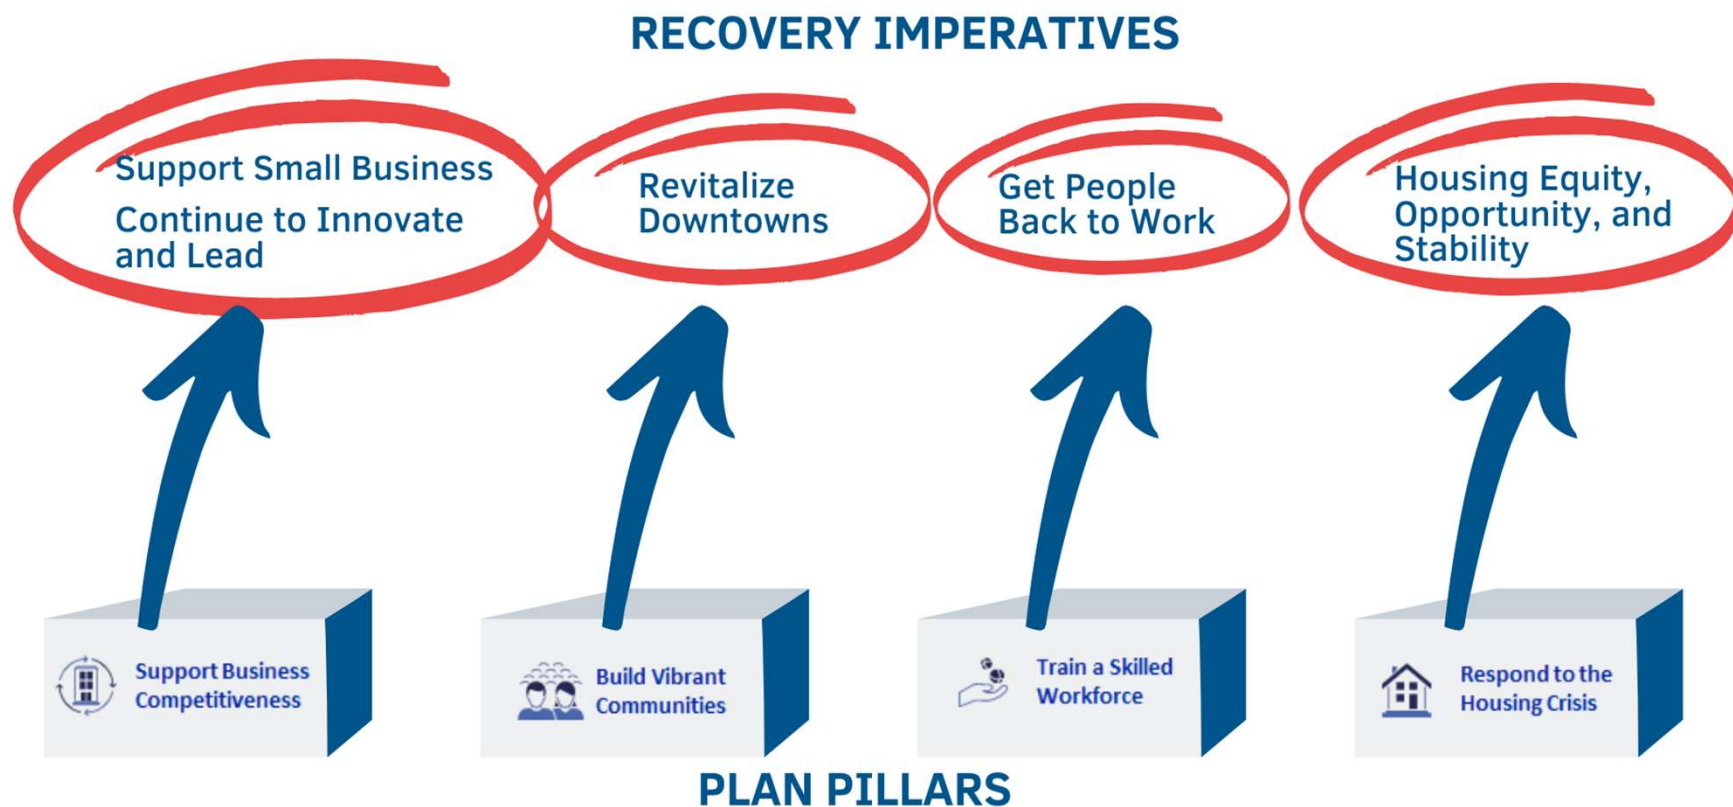 RECOVERY IMPERATIVES
Support Small Business
Continue to Innovate
and Lead
Revitalize
Downtowns
Get People
Back to Work
Housing Equity,
Opportunity, and
Stability
Support Business
Competitiveness
Build Vibrant
Communities
Train a Skilled
Workforce
Respond to the
Housing Crisis
PLAN PILLARS